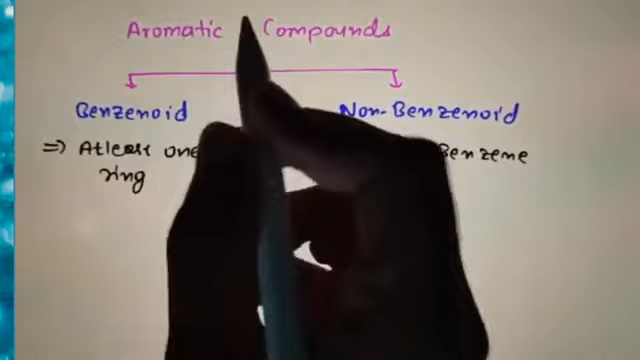 Aromatic Compounds
Benzenoid Non-Benzenoid
=> Atleast one Benzene
ring